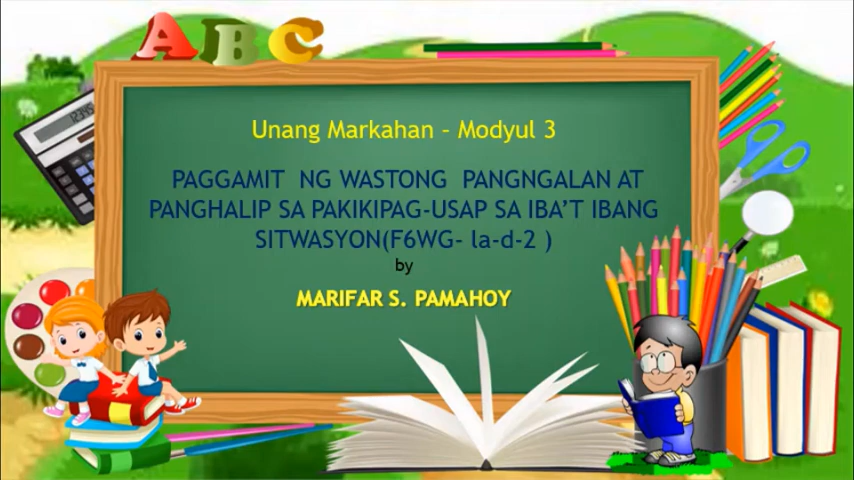 ABC
Unang Markahan - Modyul 3
PAGGAMIT NG WASTONG PANGNGALAN AT
PANGHALIP SA PAKIKIPAG-USAP SA IBA'T IBANG
SITWASYON(F6WG- la-d-2 )
by
MARIFAR S. PAMAHOY